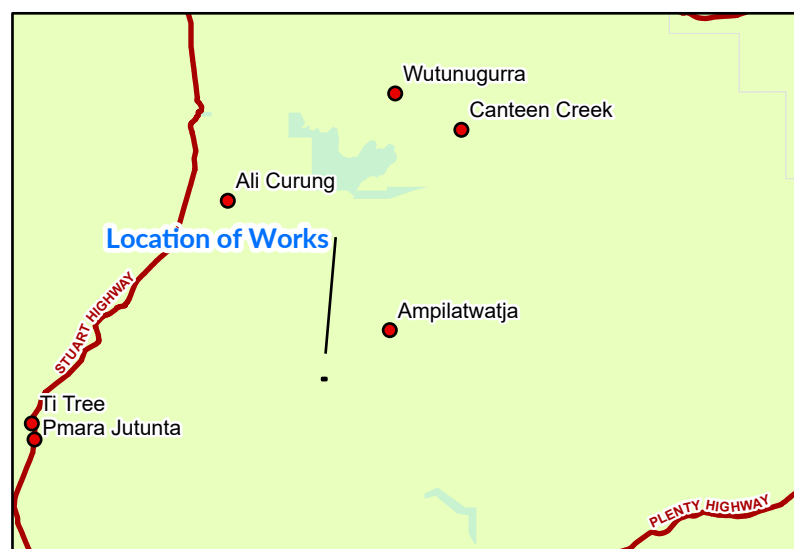 Wutunugurra
Canteen Creek
Ali Curung
Location of Works
STUART HIGHWAY
Ampilatwatja
Ti Tree
Pmara Jutunta
PLENTY HIGHWAY